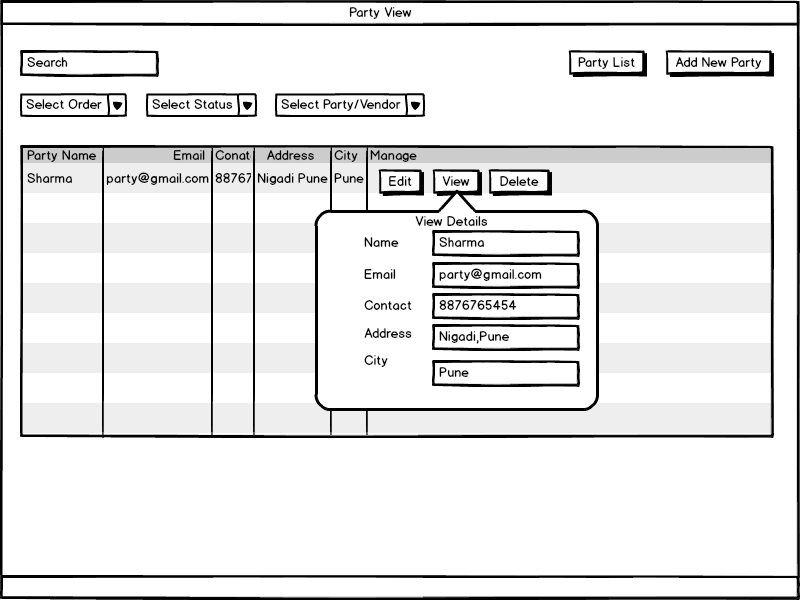 Party View
Search
Party List
Add New Party
Select Order
Select Status
Select Party/Vendor
Party Name Email Conat Address City Manage
Sharma party@gmail.com 88767 Nigadi Pune Pune Edit View Delete
View Details
Name Sharma
Email party@gmail.com
Contact 8876765454
Address Nigadi,Pune
City Pune